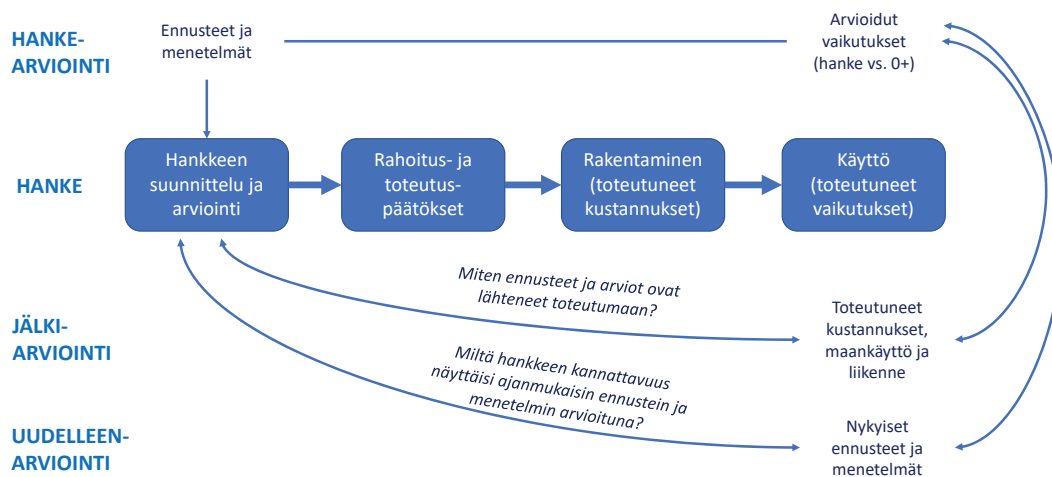 HANKE-
ARVIOINTI
Ennusteet ja
menetelmät
Arvioidut
vaikutukset
(hanke vs. 0+)
HANKE
Hankkeen
suunnittelu ja
arviointi
Rahoitus- ja
toteutus-
päätökset
Rakentaminen
(toteutuneet
kustannukset)
Käyttö
(toteutuneet
vaikutukset)
JÄLKI-
ARVIOINTI
Miten ennusteet ja arviot ovat
lähteneet toteutumaan?
Toteutuneet
kustannukset,
maankäyttö ja
liikenne
UUDELLEEN-
ARVIOINTI
Miltä hankkeen kannattavuus
näyttäisi ajanmukaisin ennustein ja
menetelmin arvioituna?
Nykyiset
ennusteet ja
menetelmät